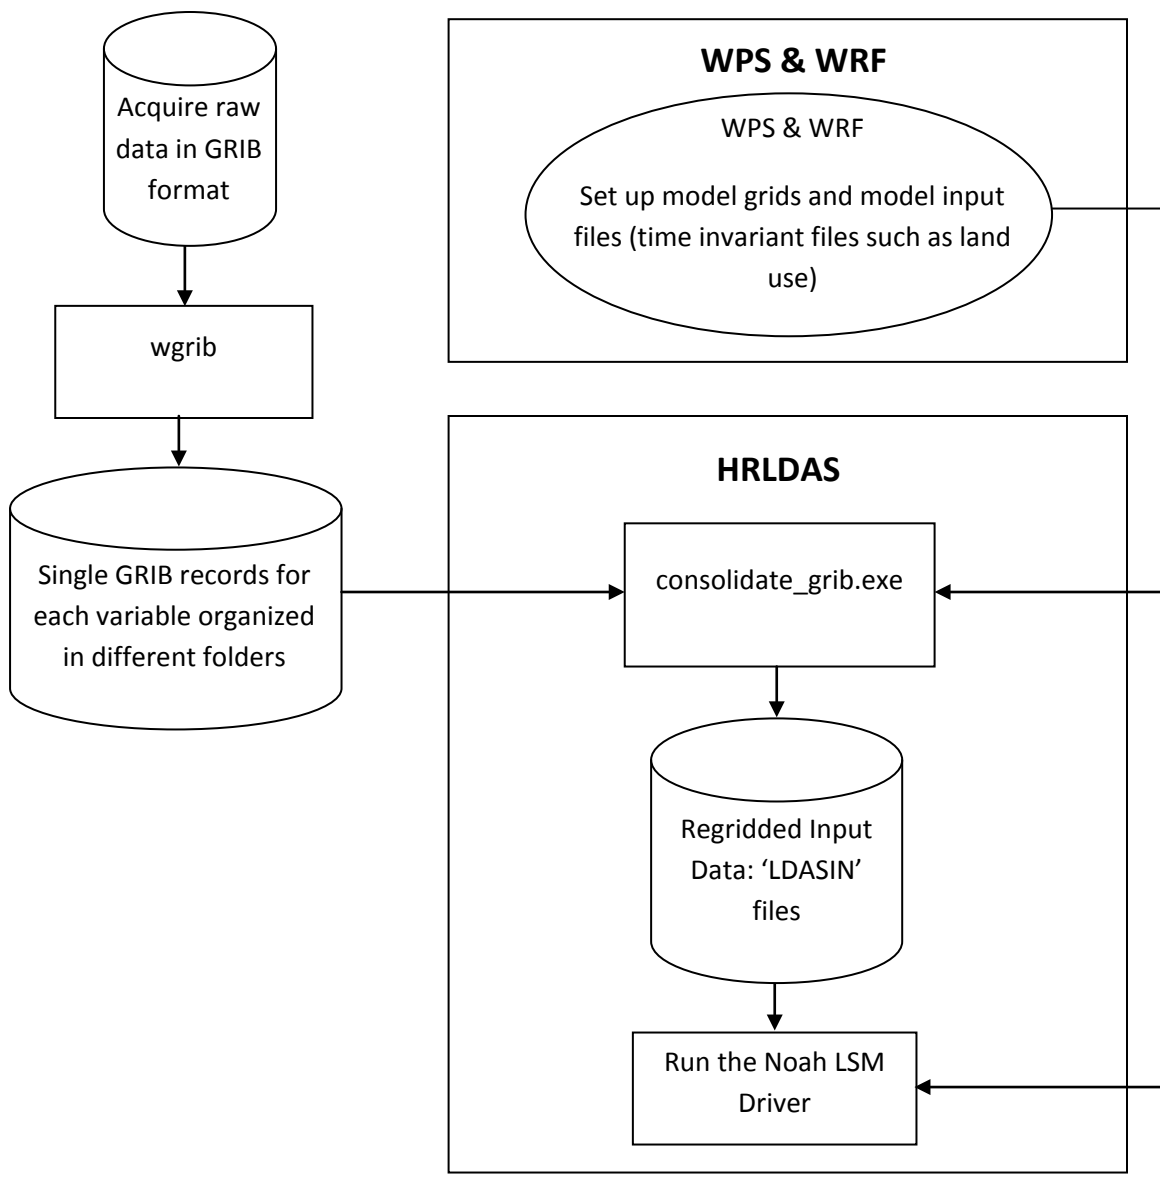 Acquire raw
data in GRIB
format
wgrib
Single GRIB records for
each variable organized
in different folders
WPS & WRF
WPS & WRF
Set up model grids and model input
files (time invariant files such as land
use)
HRLDAS
consolidate_grib.exe
Regridded Input
Data: ‘LDASIN’
files
Run the Noah LSM
Driver